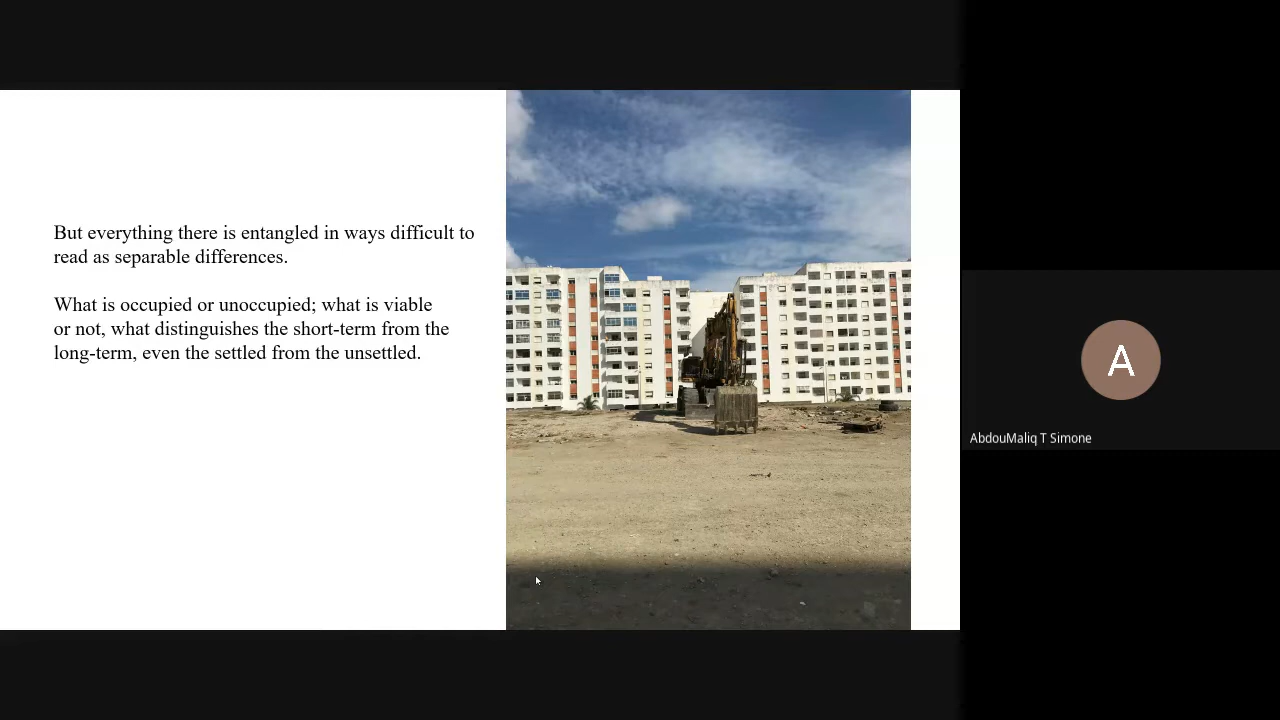 But everything there is entangled in ways difficult to
read as separable differences.
What is occupied or unoccupied; what is viable
or not, what distinguishes the short-term from the
long-term, even the settled from the unsettled.
A
AbdouMaliq T Simone